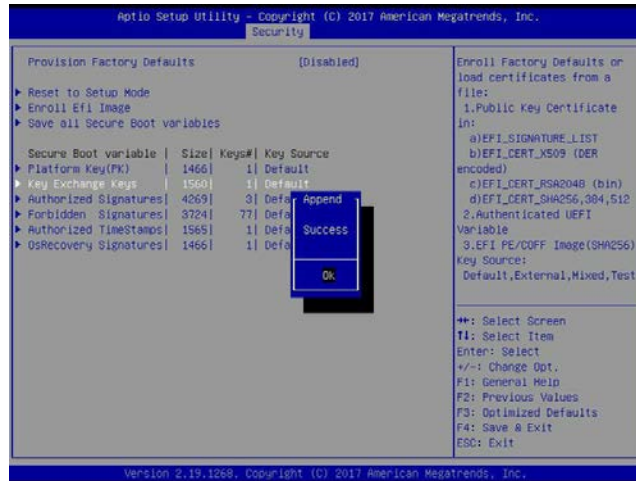 Aptio Setup Utility – Copyright (C) 2017 American Megatrends, Inc.
Security
Provision Factory Defaults [Disabled]
Reset to Setup Mode
Enroll Efi Image
Save all Secure Boot variables
Secure Boot variable | Size| Keys#| Key Source
Platform Key(PK) | 1466| 1| Default
Key Exchange Keys | 1560| 1| Default
Authorized Signatures| 4269| 3| Defa
Forbidden Signatures| 3724| 77| Defa
Authorized TimeStamps| 1565| 1| Defa
OsRecovery Signatures| 1466| 1| Defa
Append
Success
Ok
Enroll Factory Defaults or
load certificates from a
file:
1.Public Key Certificate
in:
a)EFI_SIGNATURE_LIST
b)EFI_CERT_X509 (DER
encoded)
c)EFI_CERT_RSA2048 (bin)
d)EFI_CERT_SHA256,384,512
2.Authenticated UEFI
Variable
3.EFI PE/COFF Image(SHA256)
Key Source:
Default,External,Mixed,Test
→←: Select Screen
↑↓: Select Item
Enter: Select
+/-: Change Opt.
F1: General Help
F2: Previous Values
F3: Optimized Defaults
F4: Save & Exit
ESC: Exit
Version 2.19.1268. Copyright (C) 2017 American Megatrends, Inc.